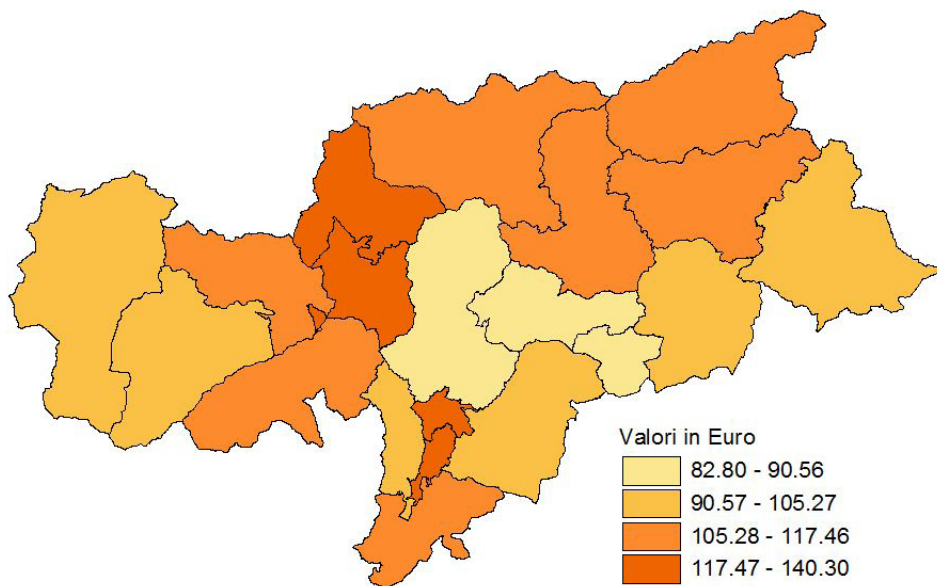 Valori in Euro
82.80 - 90.56
90.57 - 105.27
105.28 - 117.46
117.47 - 140.30